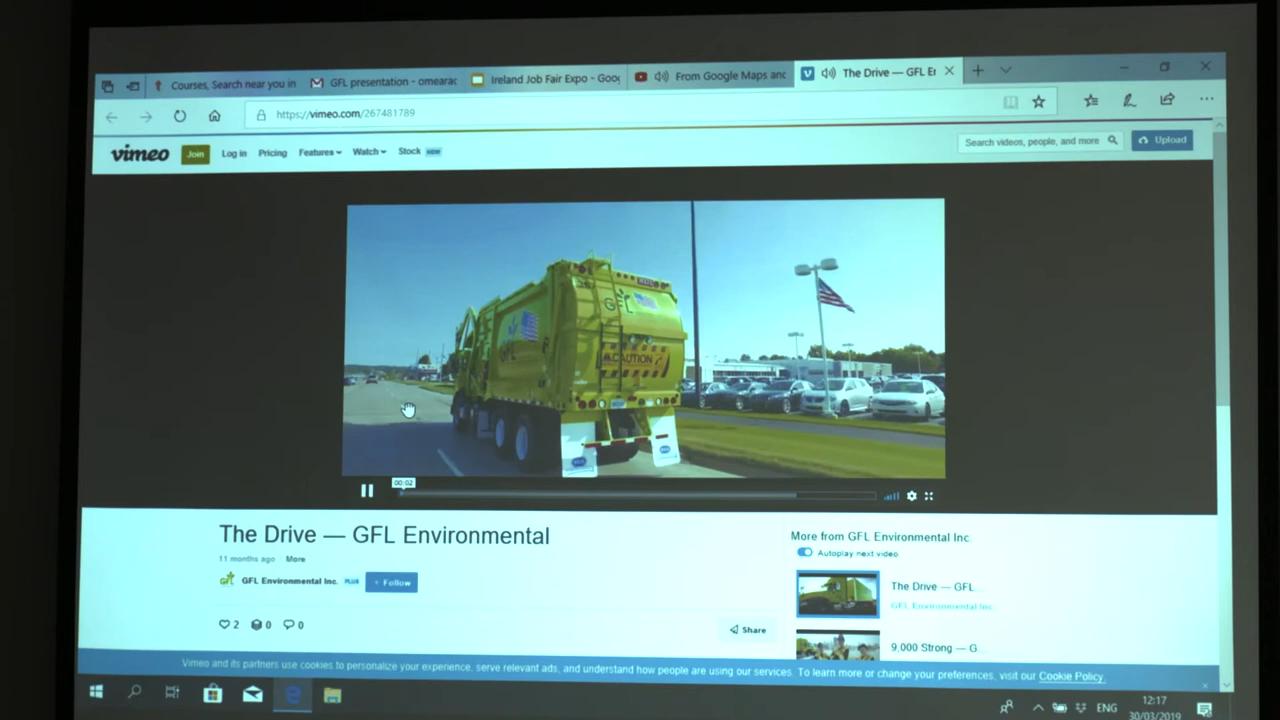 Courses, Search near you in
GFL presentation - omearac
Ireland Job Fair Expo - Goog
From Google Maps and
The Drive — GFL En
https://vimeo.com/267481789
vimeo
Join
Log in
Pricing
Features
Watch
Stock
NEW
Search videos, people, and more
Upload
GFL
GFL
CAUTION
00:02
The Drive — GFL Environmental
11 months ago
More
GFL Environmental Inc.
PLUS
+ Follow
2
0
0
Share
More from GFL Environmental Inc
Autoplay next video
The Drive — GFL...
GFL Environmental Inc.
9,000 Strong — G...
Vimeo and its partners use cookies to personalize your experience, serve relevant ads, and understand how people are using our services. To learn more or change your preferences, visit our Cookie Policy.
ENG
12:17
30/03/2019